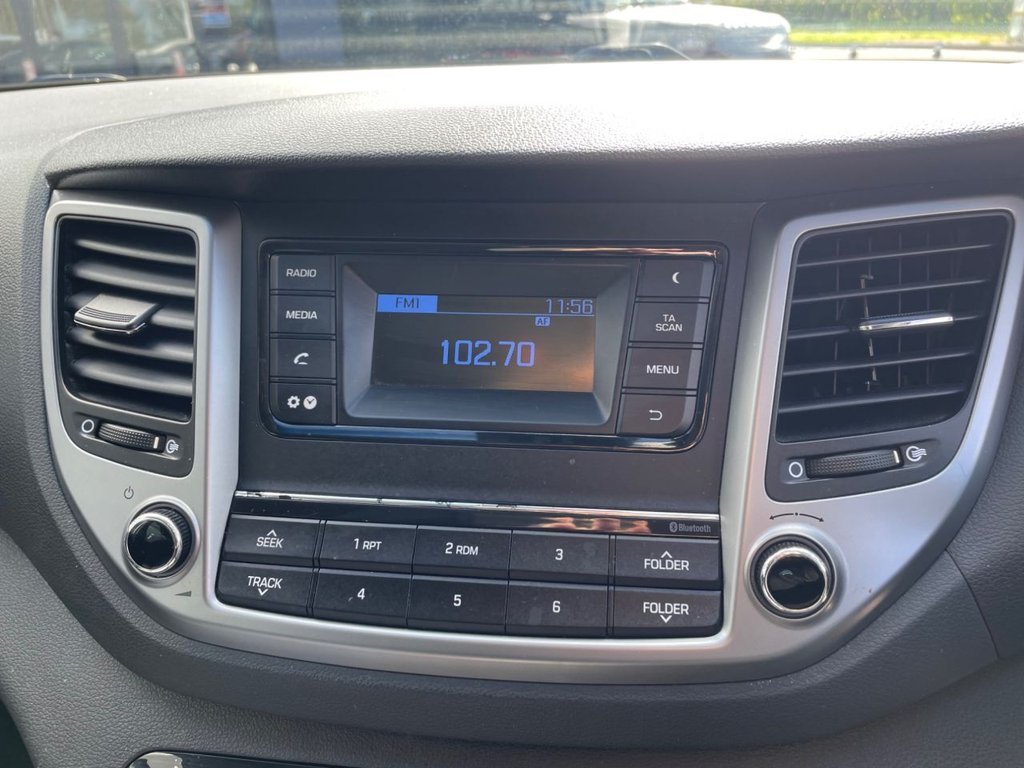 RADIO
MEDIA
FM1 11:56
AF
102.70
TA
SCAN
MENU
Bluetooth
SEEK
1 RPT
2 RDM
3
FOLDER
TRACK
4
5
6
FOLDER